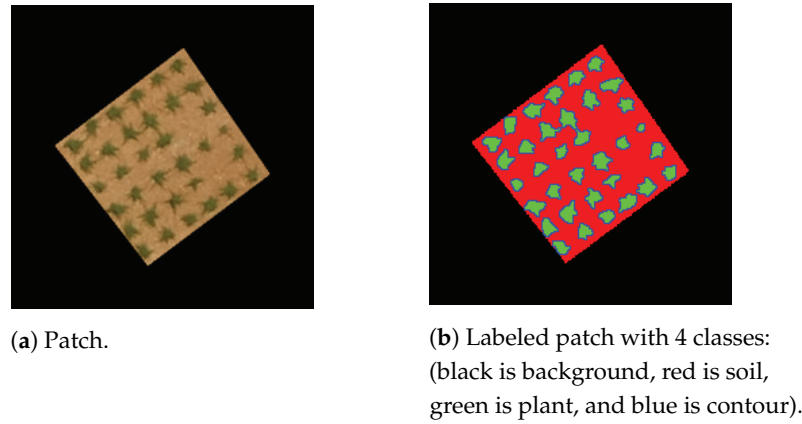 (a) Patch.
(b) Labeled patch with 4 classes:
(black is background, red is soil,
green is plant, and blue is contour).